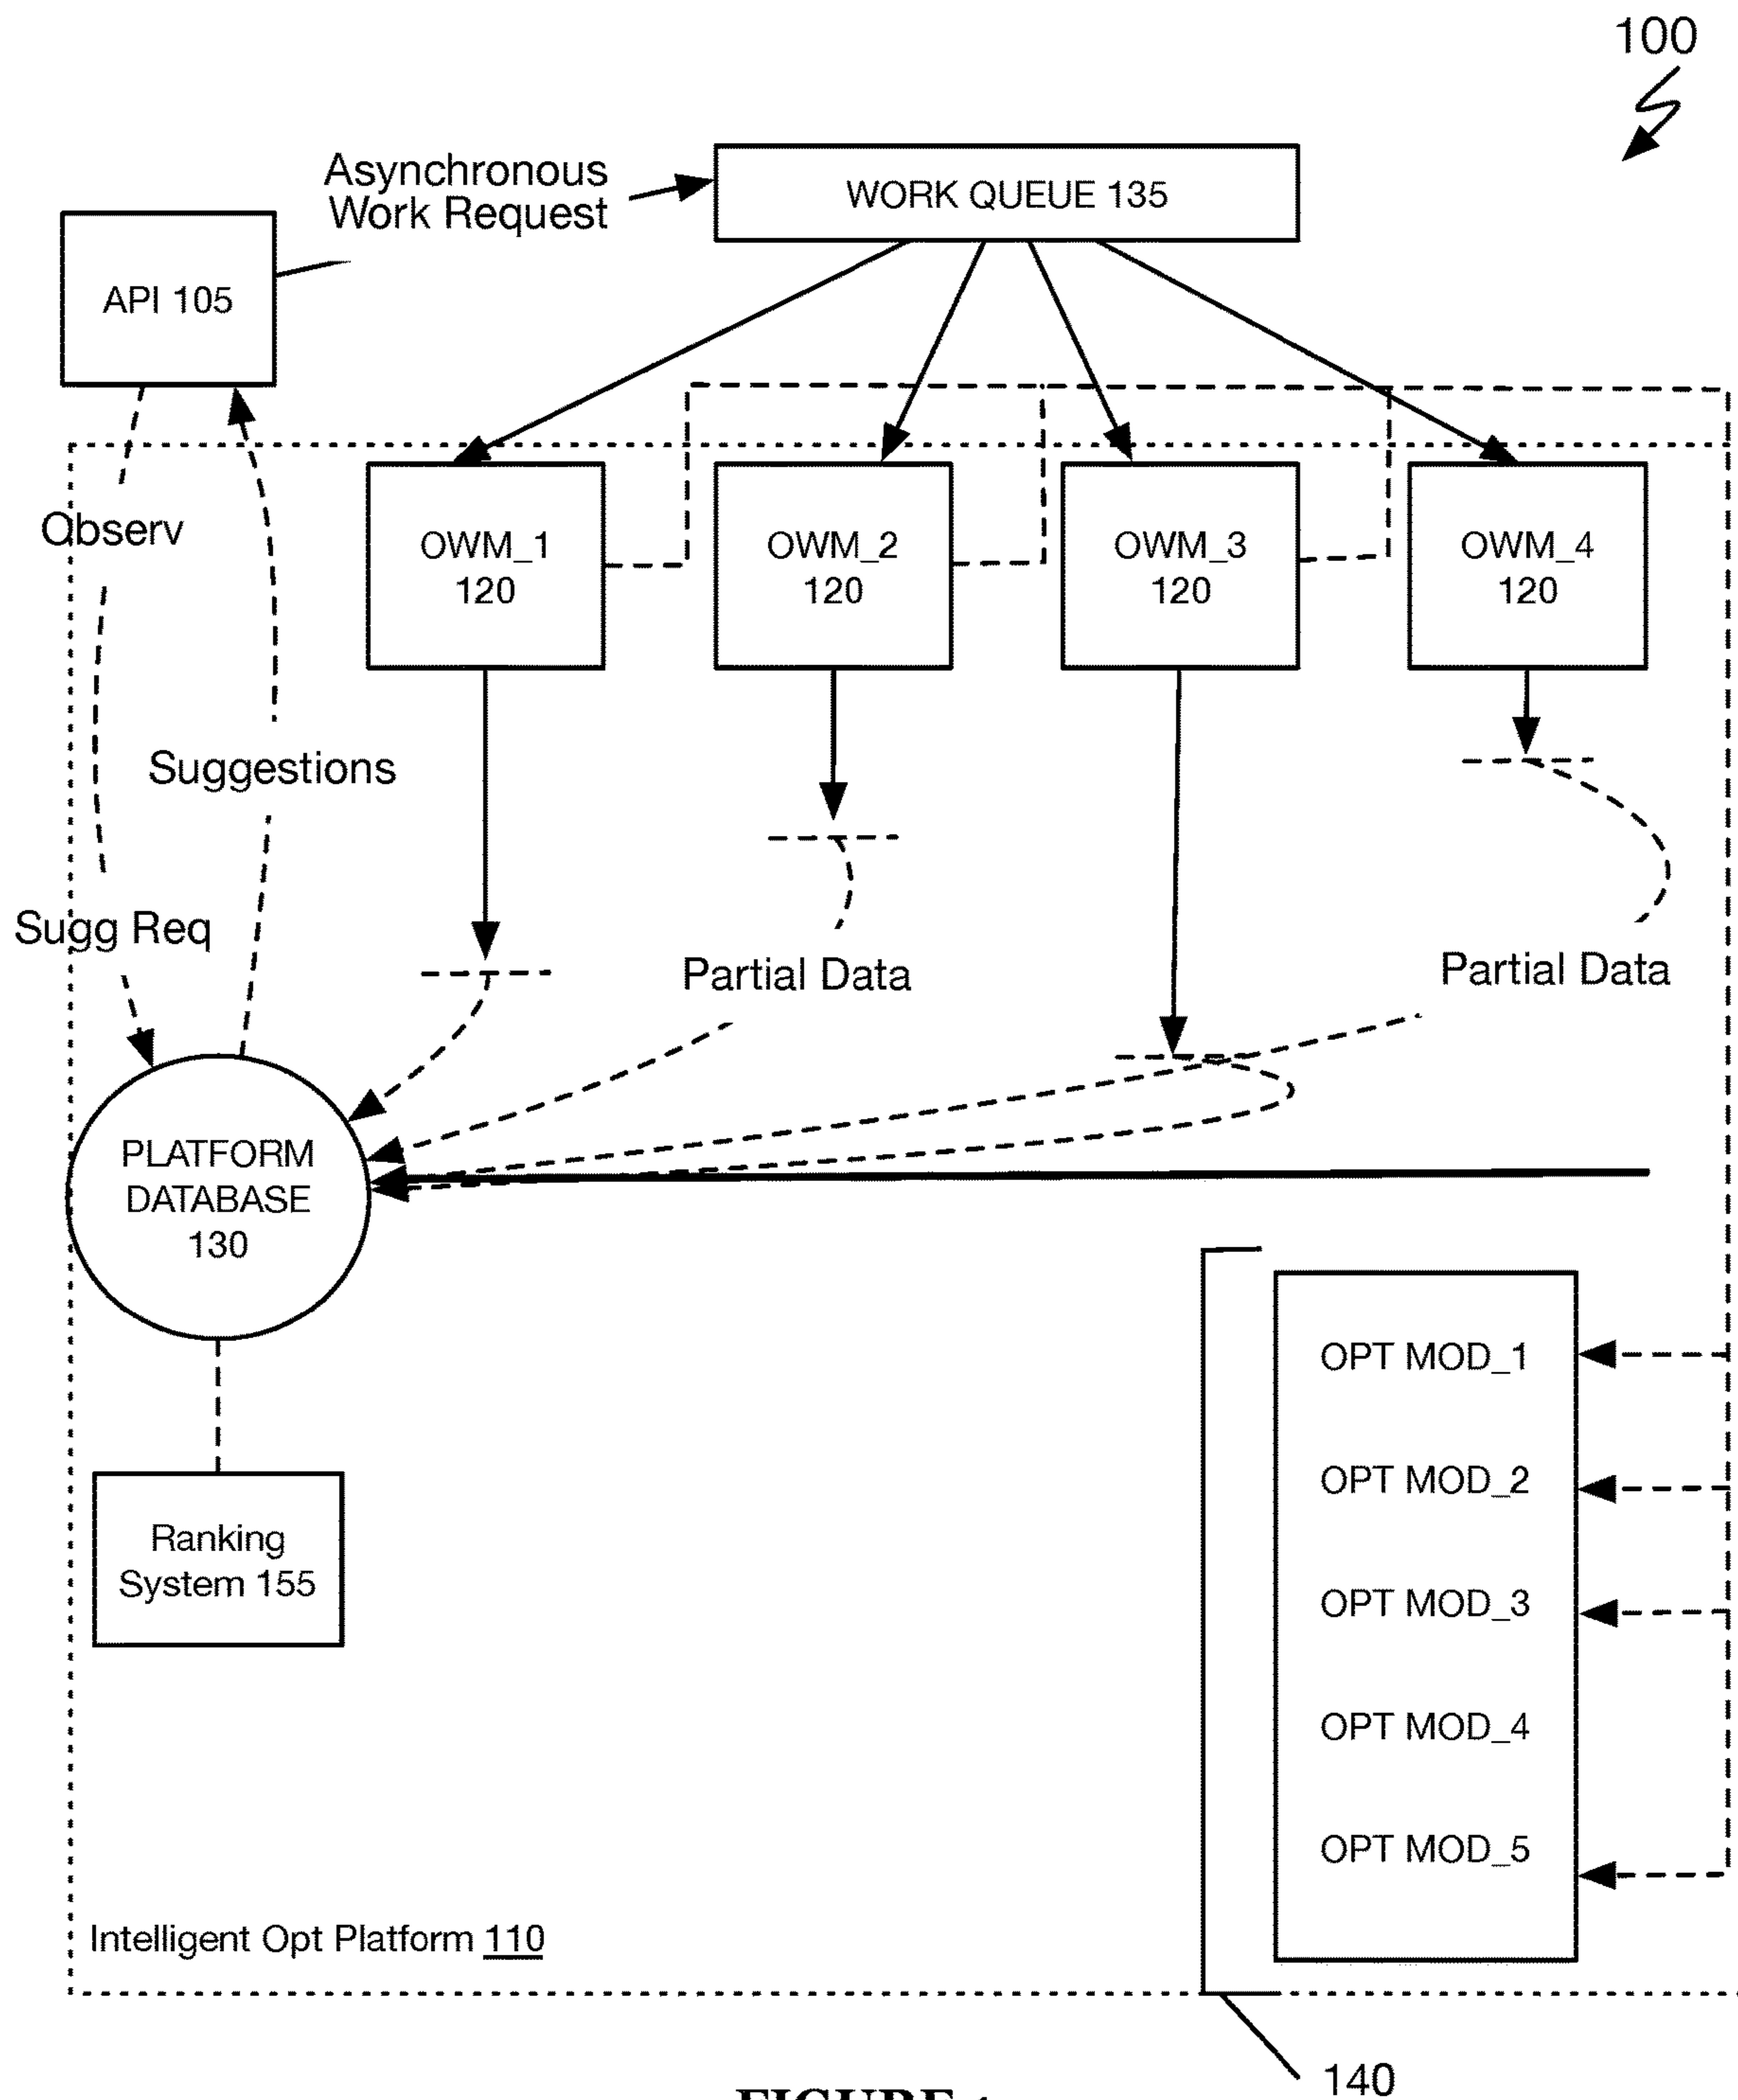 100
Asynchronous
Work Request
WORK QUEUE 135
API 105
Observ
OWM_1
120
OWM_2
120
OWM_3
120
OWM_4
120
Suggestions
Sugg Req
Partial Data
Partial Data
PLATFORM
DATABASE
130
OPT MOD_1
OPT MOD_2
OPT MOD_3
OPT MOD_4
OPT MOD_5
Ranking
System 155
Intelligent Opt Platform 110
140
FIGURE 1